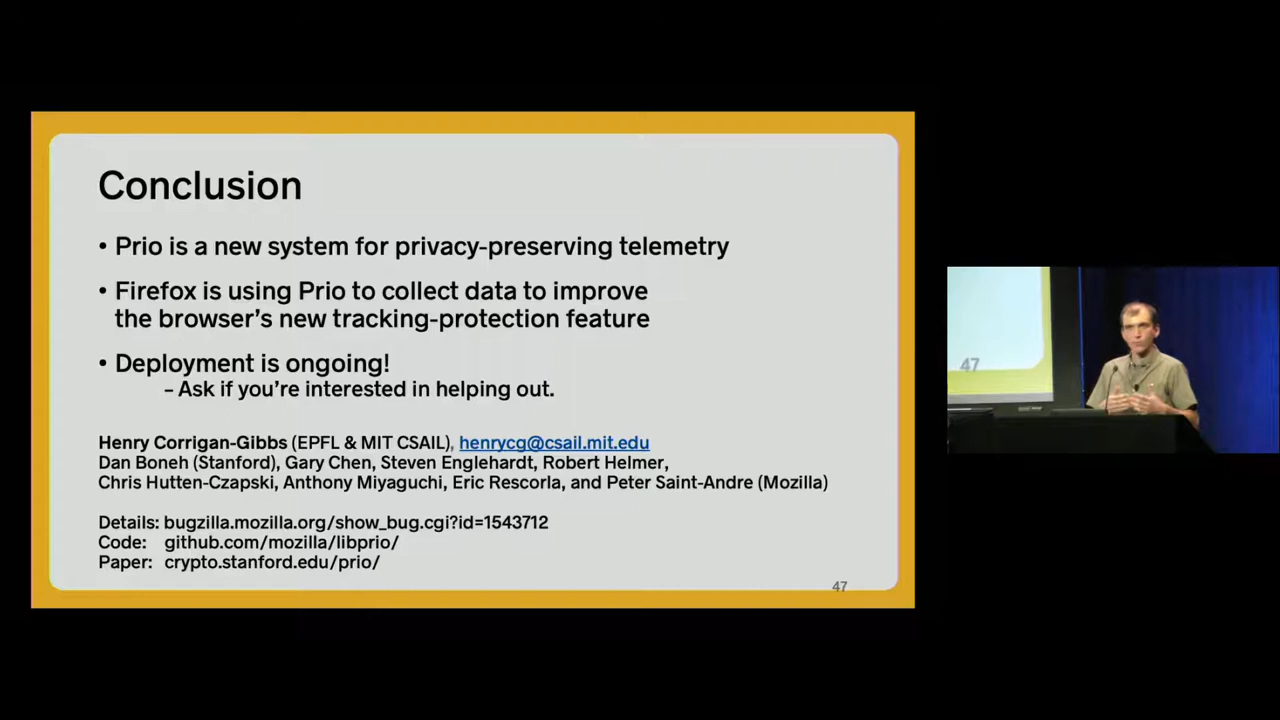 Conclusion
• Prio is a new system for privacy-preserving telemetry
• Firefox is using Prio to collect data to improve
the browser's new tracking-protection feature
• Deployment is ongoing!
– Ask if you're interested in helping out.
Henry Corrigan-Gibbs (EPFL & MIT CSAIL), henrycg@csail.mit.edu
Dan Boneh (Stanford), Gary Chen, Steven Englehardt, Robert Helmer,
Chris Hutten-Czapski, Anthony Miyaguchi, Eric Rescorla, and Peter Saint-Andre (Mozilla)
Details: bugzilla.mozilla.org/show_bug.cgi?id=1543712
Code: github.com/mozilla/libprio/
Paper: crypto.stanford.edu/prio/
47
47